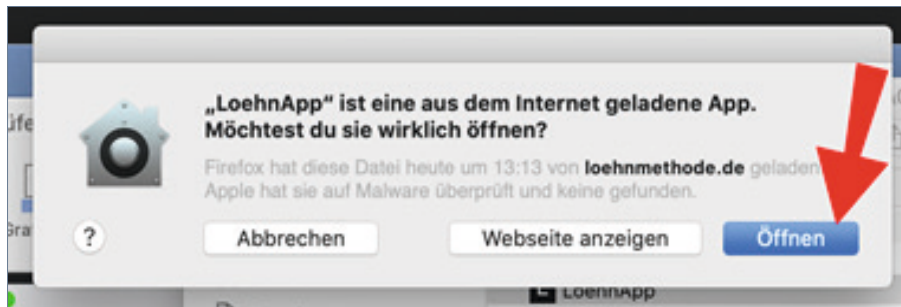 „LoehnApp“ ist eine aus dem Internet geladene App.
Möchtest du sie wirklich öffnen?
Firefox hat diese Datei heute um 13:13 von loehnmethode.de geladen
Apple hat sie auf Malware überprüft und keine gefunden.
?
Abbrechen
Webseite anzeigen
Öffnen
LoehnApp